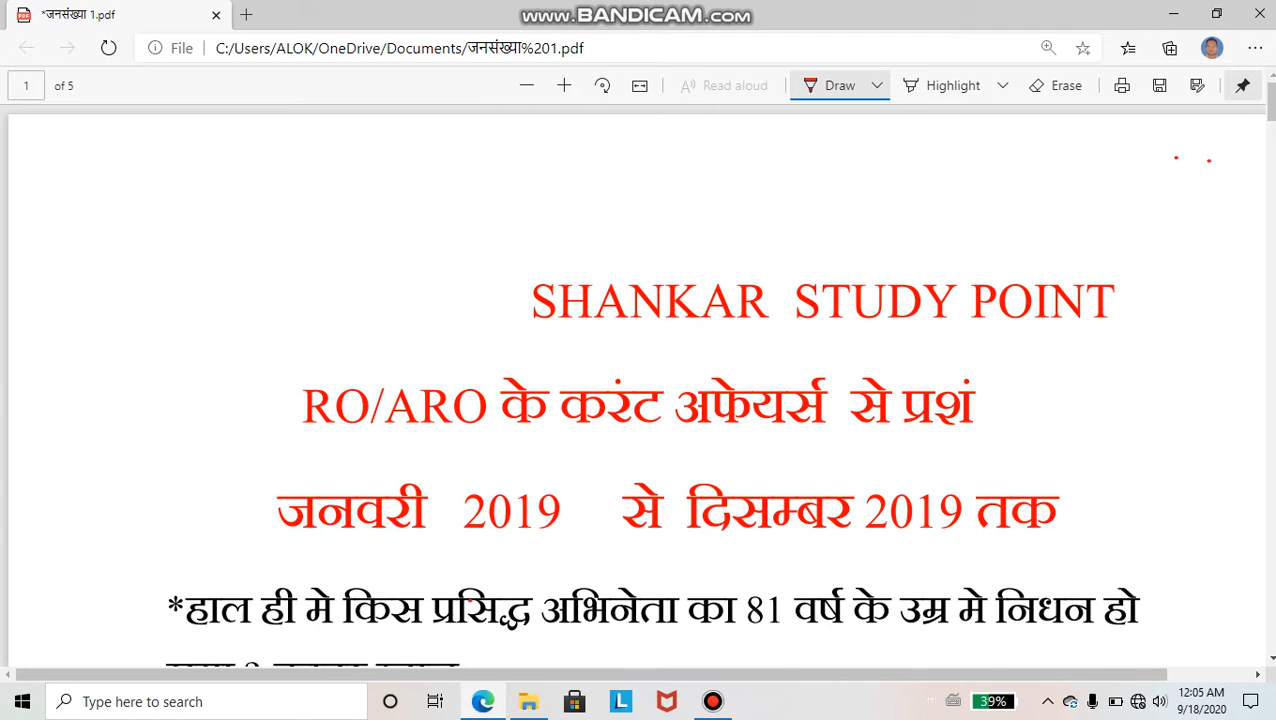 *जनसंख्या 1.pdf
www.BANDICAM.com
File C:/Users/ALOK/OneDrive/Documents/जनसंख्या%201.pdf
1 of 5 Read aloud Draw Highlight Erase
SHANKAR STUDY POINT
RO/ARO के करंट अफेयर्स से प्रशं
जनवरी 2019 से दिसम्बर 2019 तक
*हाल ही मे किस प्रसिद्ध अभिनेता का 81 वर्ष के उम्र मे निधन हो
Type here to search 39% 12:05 AM
9/18/2020